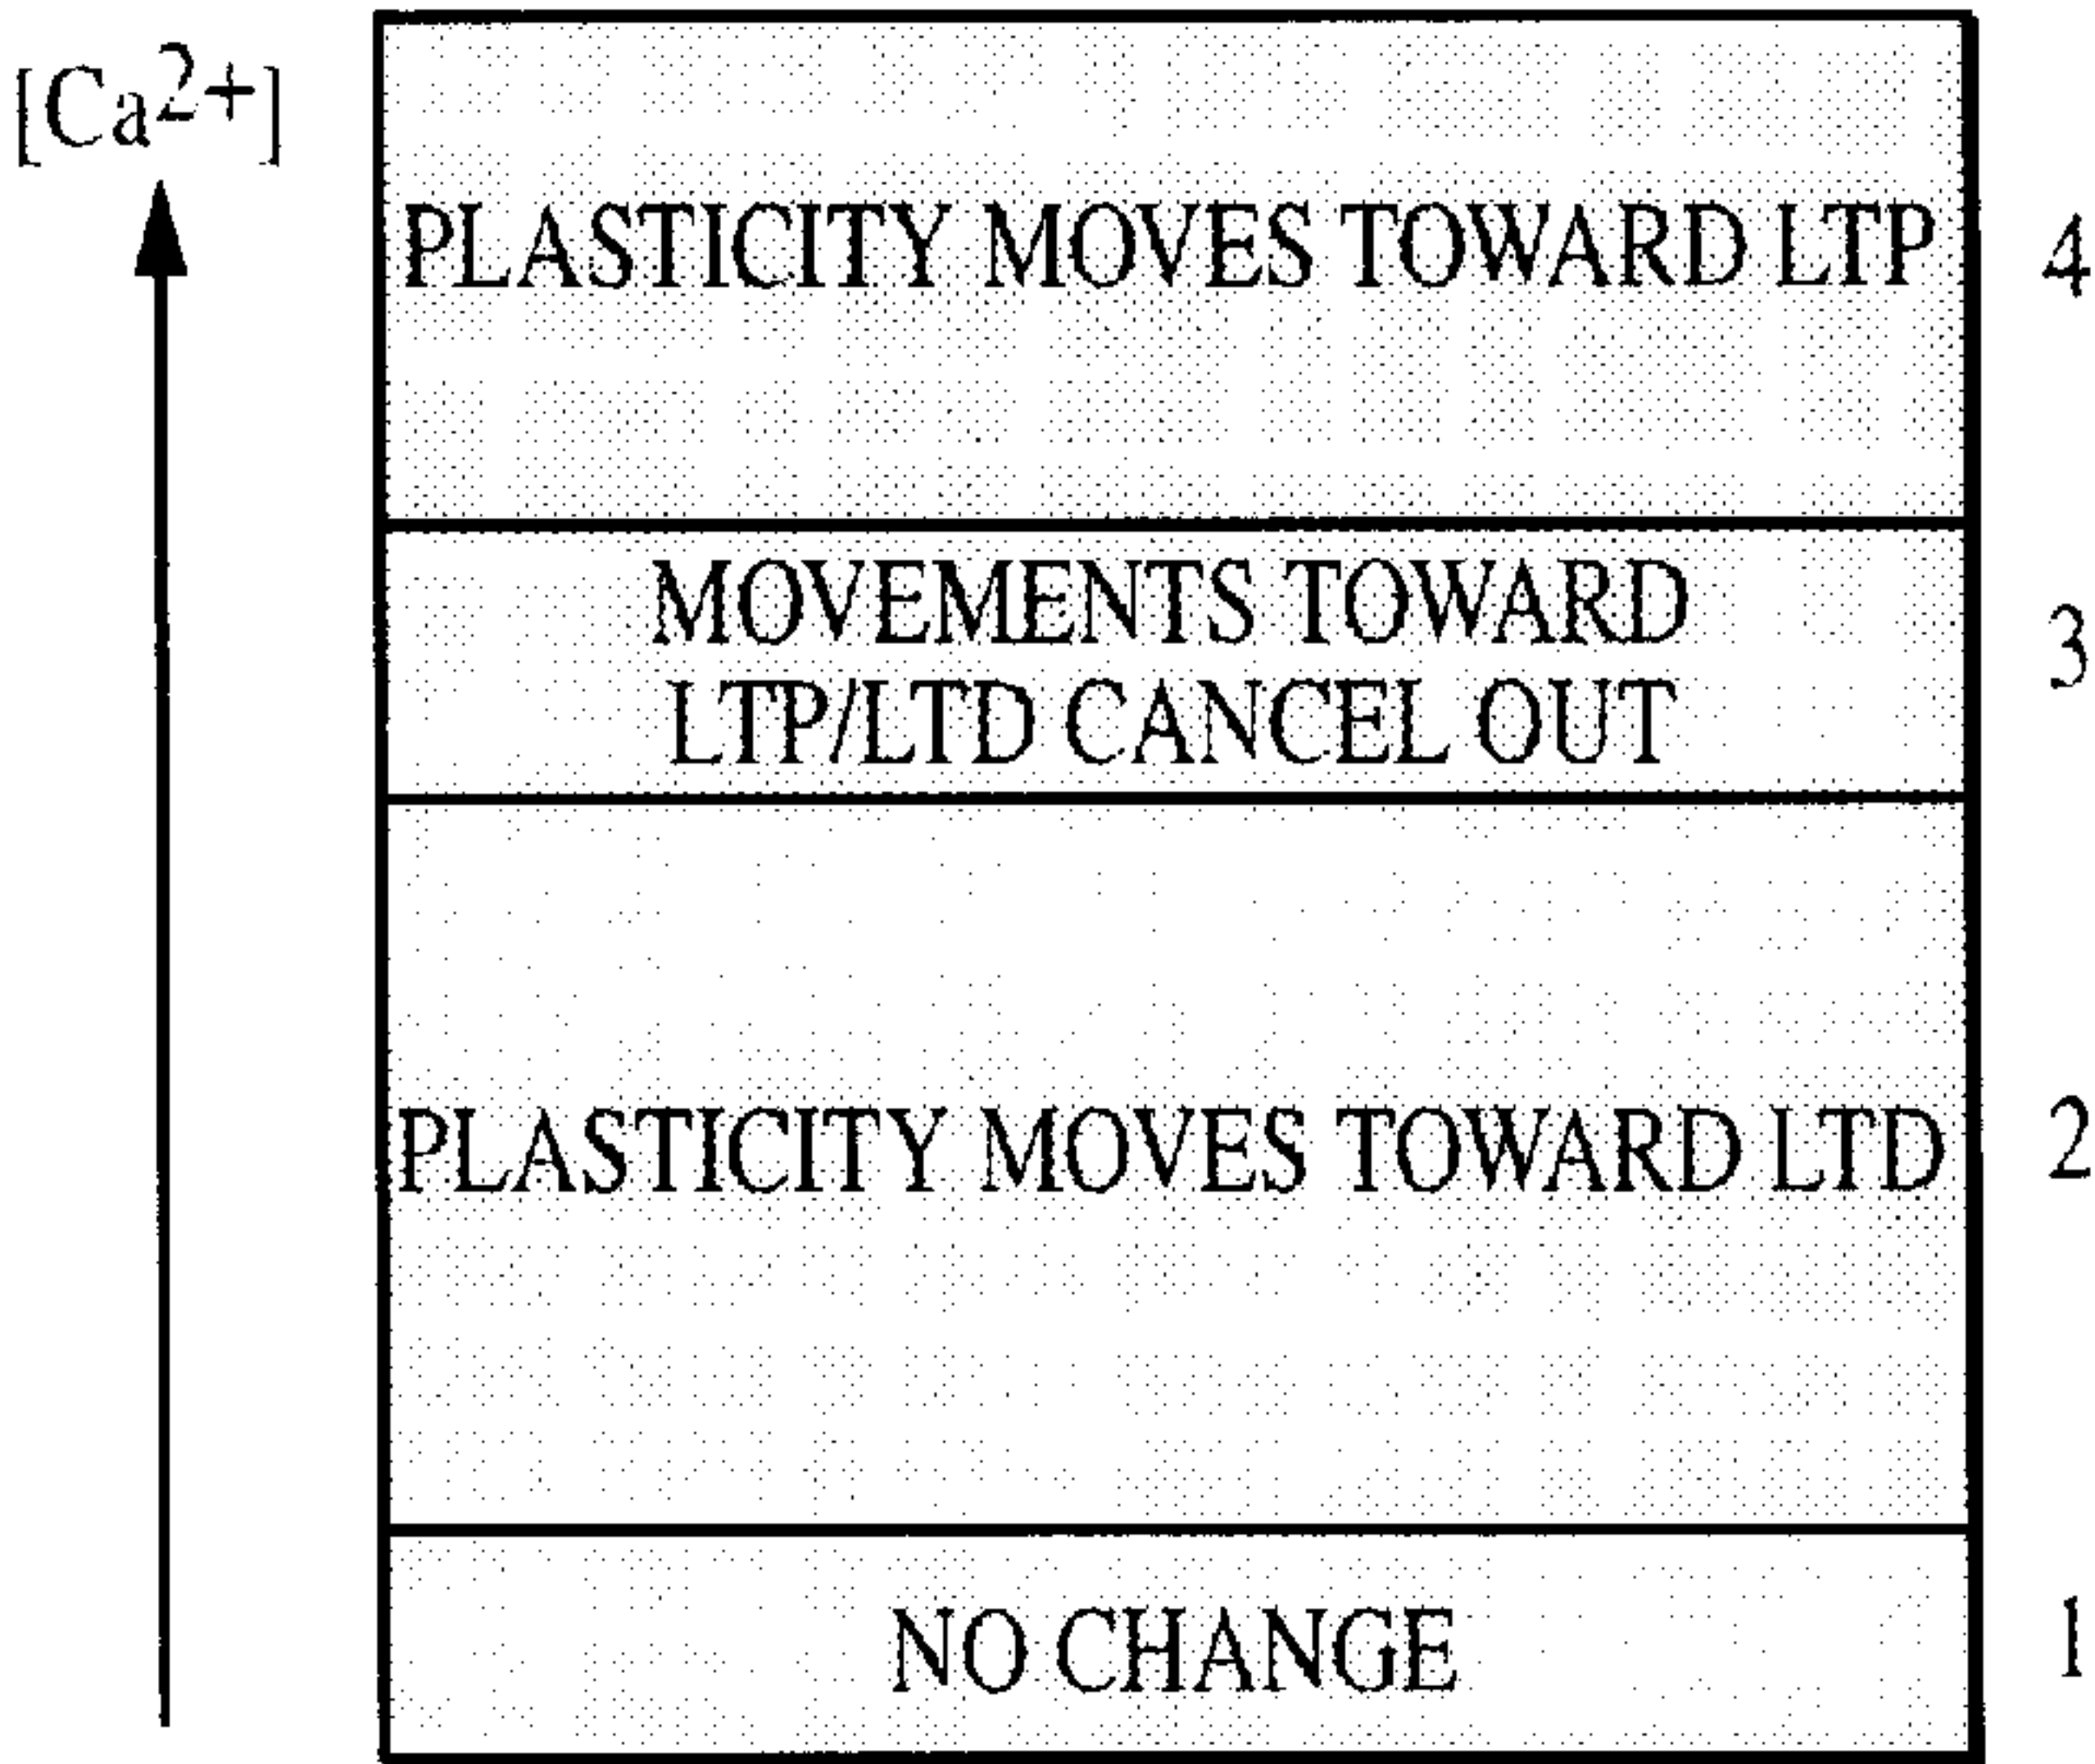 [Ca2+]
PLASTICITY MOVES TOWARD LTP 4
MOVEMENTS TOWARD
LTP/LTD CANCEL OUT 3
PLASTICITY MOVES TOWARD LTD 2
NO CHANGE 1